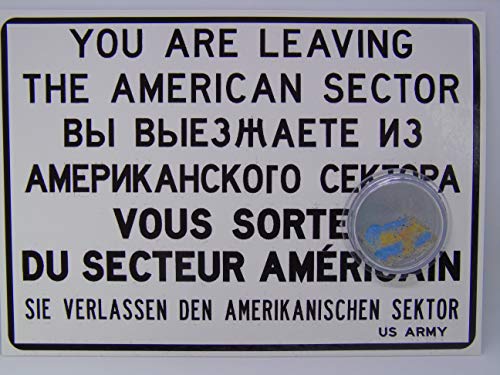 YOU ARE LEAVING
THE AMERICAN SECTOR
ВЫ ВЫЕЗЖАЕТЕ ИЗ
АМЕРИКАНСКОГО СЕКТОРА
VOUS SORTE
DU SECTEUR AMÉRICAIN
SIE VERLASSEN DEN AMERIKANISCHEN SEKTOR
US ARMY